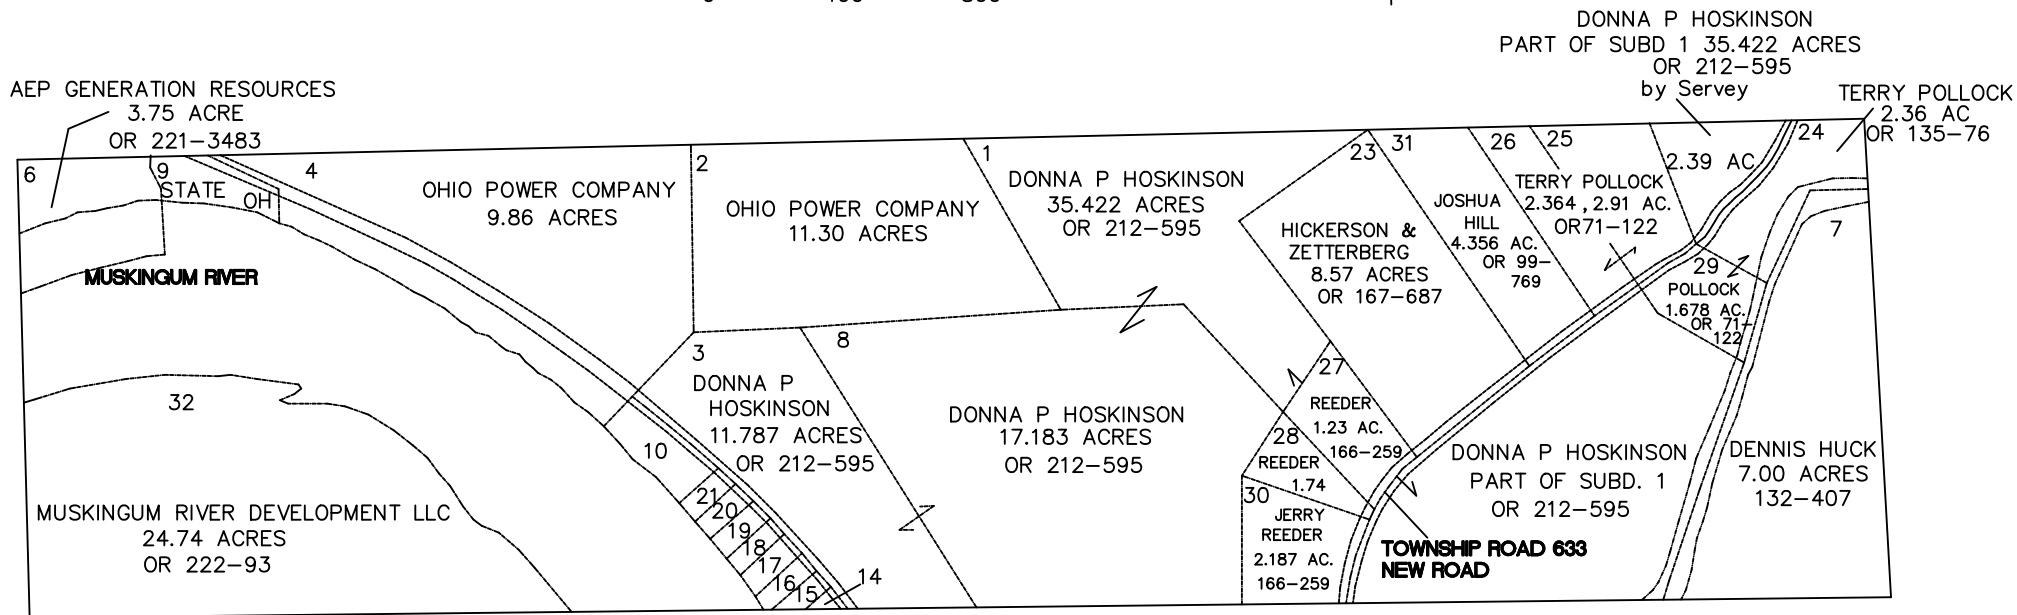 DONNA P HOSKINSON
PART OF SUBD 1 35.422 ACRES
OR 212-595
by Servey
AEP GENERATION RESOURCES
3.75 ACRE
OR 221-3483
TERRY POLLOCK
2.36 AC
OR 135-76
6
9
STATE
OH
4
OHIO POWER COMPANY
9.86 ACRES
2
OHIO POWER COMPANY
11.30 ACRES
1
DONNA P HOSKINSON
35.422 ACRES
OR 212-595
23
HICKERSON &
ZETTERBERG
8.57 ACRES
OR 167-687
31
JOSHUA
HILL
4.356 AC.
OR 99-
769
26
25
TERRY POLLOCK
2.364 , 2.91 AC.
OR71-122
2.39 AC
24
7
29
POLLOCK
1.678 AC.
OR 71-
122
MUSKINGUM RIVER
32
MUSKINGUM RIVER DEVELOPMENT LLC
24.74 ACRES
OR 222-93
3
DONNA P
HOSKINSON
11.787 ACRES
OR 212-595
8
DONNA P HOSKINSON
17.183 ACRES
OR 212-595
27
REEDER
1.23 AC.
166-259
28
REEDER
1.74
30
JERRY
REEDER
2.187 AC.
166-259
DONNA P HOSKINSON
PART OF SUBD. 1
OR 212-595
DENNIS HUCK
7.00 ACRES
132-407
TOWNSHIP ROAD 633
NEW ROAD
10
21
20
19
18
17
16
15
14